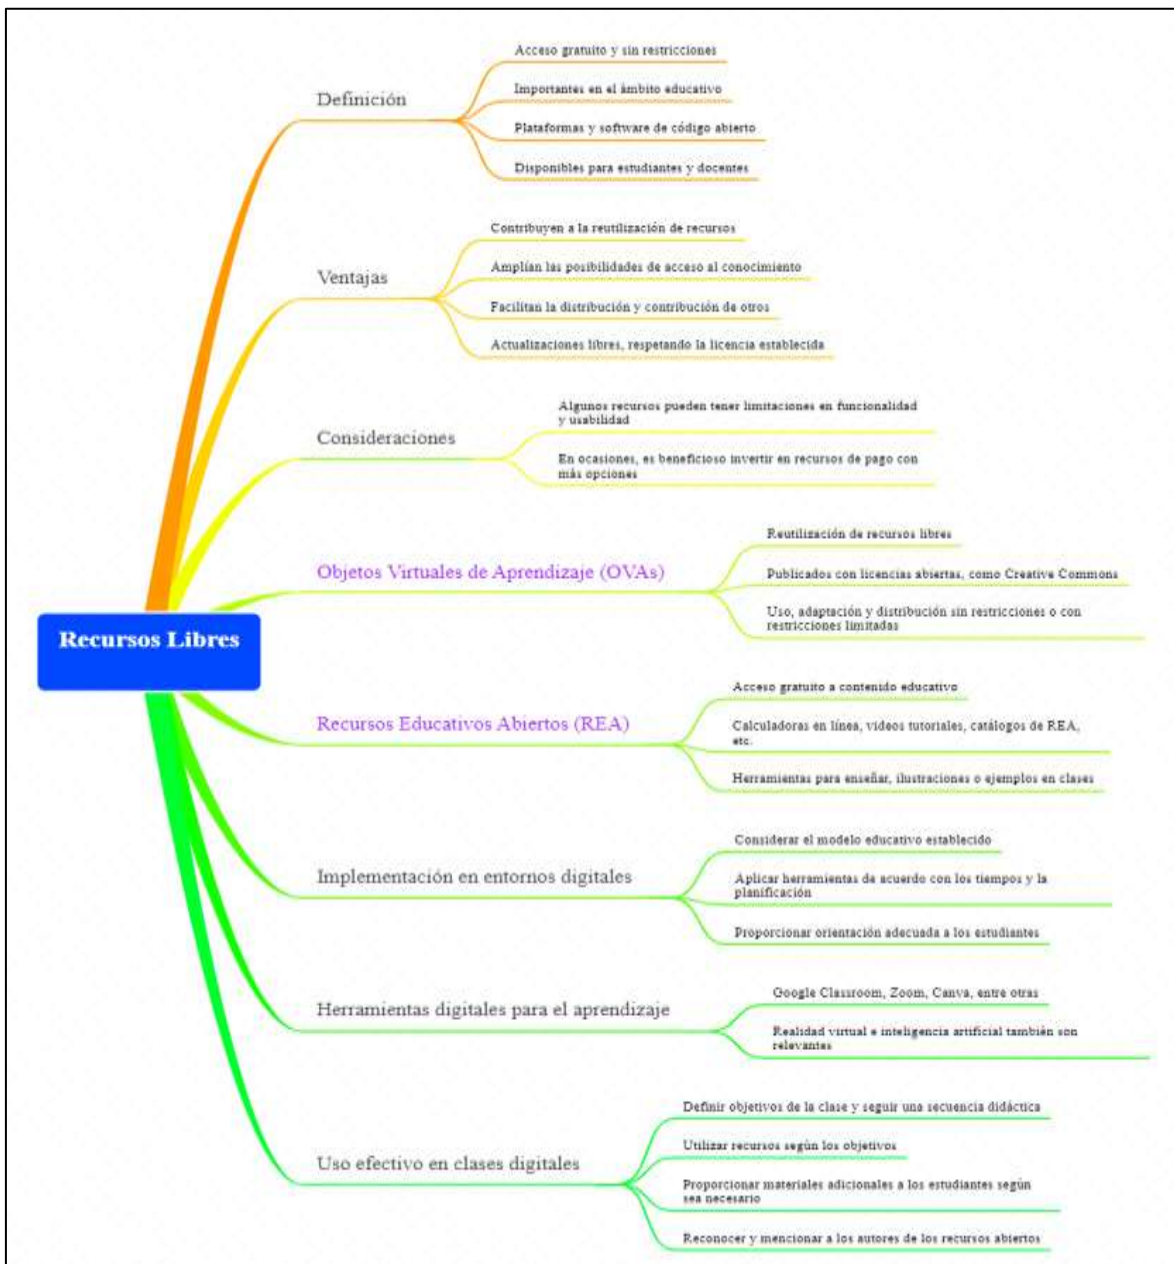 Recursos Libres
Definición
Acceso gratuito y sin restricciones
Importantes en el ámbito educativo
Plataformas y software de código abierto
Disponibles para estudiantes y docentes
Ventajas
Contribuyen a la reutilización de recursos
Amplían las posibilidades de acceso al conocimiento
Facilitan la distribución y contribución de otros
Actualizaciones libres, respetando la licencia establecida
Consideraciones
Algunos recursos pueden tener limitaciones en funcionalidad
y usabilidad
En ocasiones, es beneficioso invertir en recursos de pago con
más opciones
Objetos Virtuales de Aprendizaje (OVAs)
Reutilización de recursos libres
Publicados con licencias abiertas, como Creative Commons
Uso, adaptación y distribución sin restricciones o con
restricciones limitadas
Recursos Educativos Abiertos (REA)
Acceso gratuito a contenido educativo
Calculadoras en línea, videos tutoriales, catálogos de REA,
etc.
Herramientas para enseñar, ilustraciones o ejemplos en clases
Implementación en entornos digitales
Considerar el modelo educativo establecido
Aplicar herramientas de acuerdo con los tiempos y la
planificación
Proporcionar orientación adecuada a los estudiantes
Herramientas digitales para el aprendizaje
Google Classroom, Zoom, Canva, entre otras
Realidad virtual e inteligencia artificial también son
relevantes
Uso efectivo en clases digitales
Definir objetivos de la clase y seguir una secuencia didáctica
Utilizar recursos según los objetivos
Proporcionar materiales adicionales a los estudiantes según
sea necesario
Reconocer y mencionar a los autores de los recursos abiertos